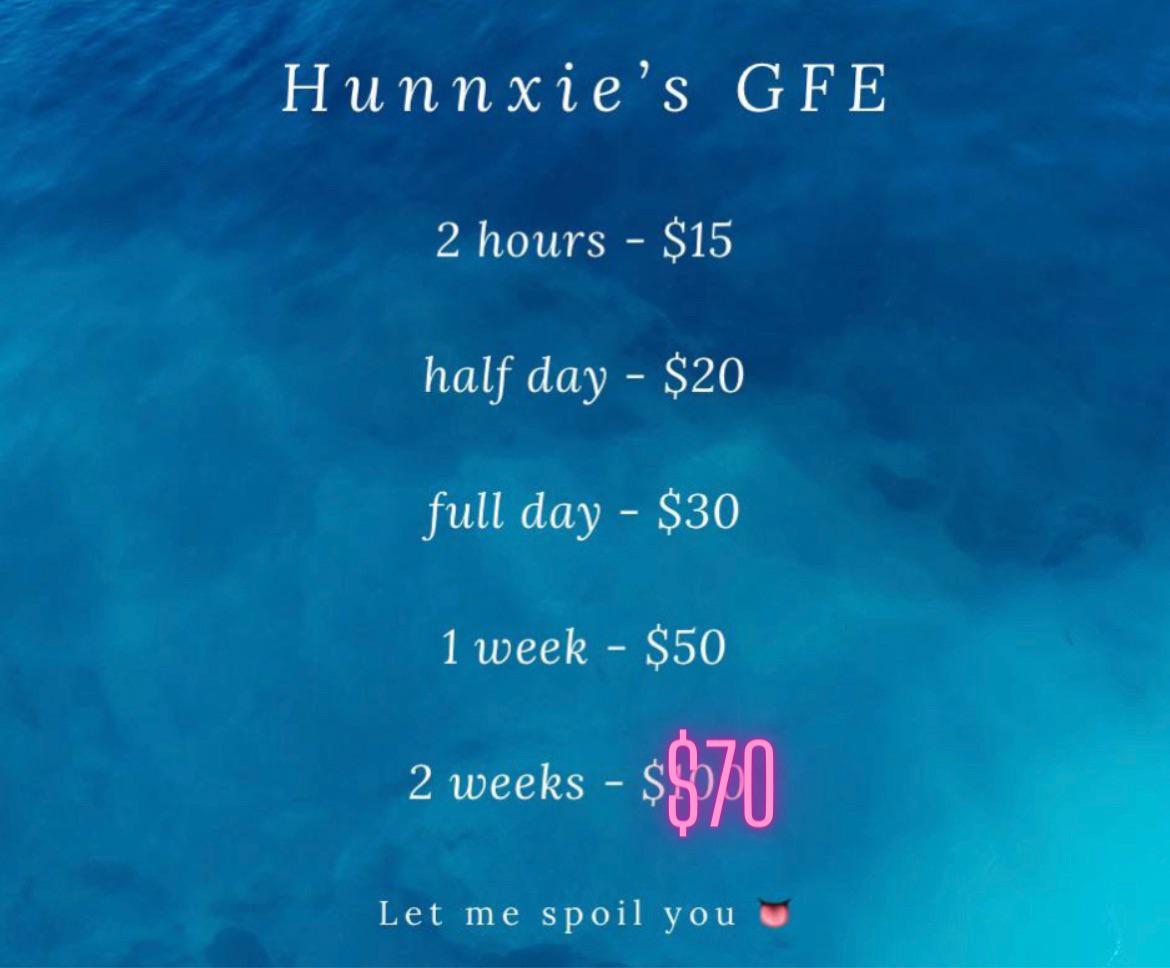 Hunnxie’s GFE
2 hours - $15
half day - $20
full day - $30
1 week - $50
2 weeks - $100 $70
Let me spoil you 👅